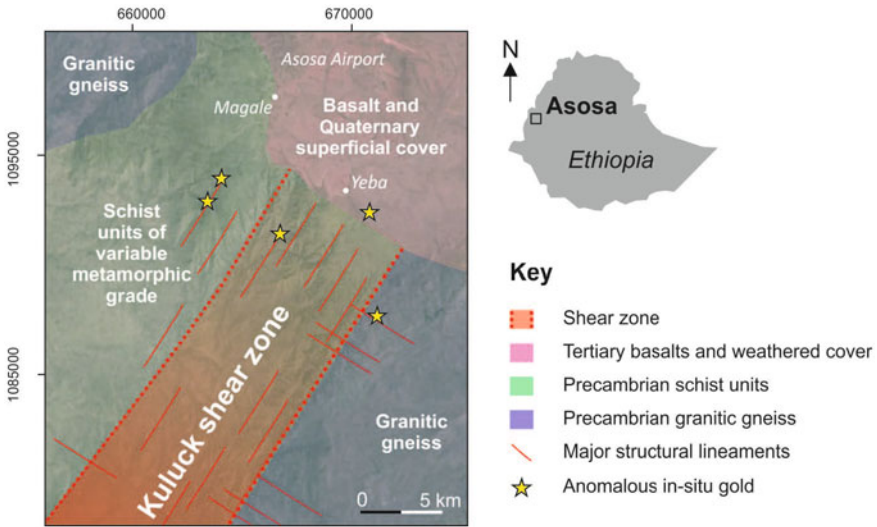 660000
670000
1095000
1085000
Granitic
gneiss
Asosa Airport
Magale
Basalt and
Quaternary
superficial cover
Yeba
Schist
units of
variable
metamorphic
grade
Kuluck shear zone
Granitic
gneiss
0 5 km
N
Asosa
Ethiopia
Key
Shear zone
Tertiary basalts and weathered cover
Precambrian schist units
Precambrian granitic gneiss
Major structural lineaments
Anomalous in-situ gold